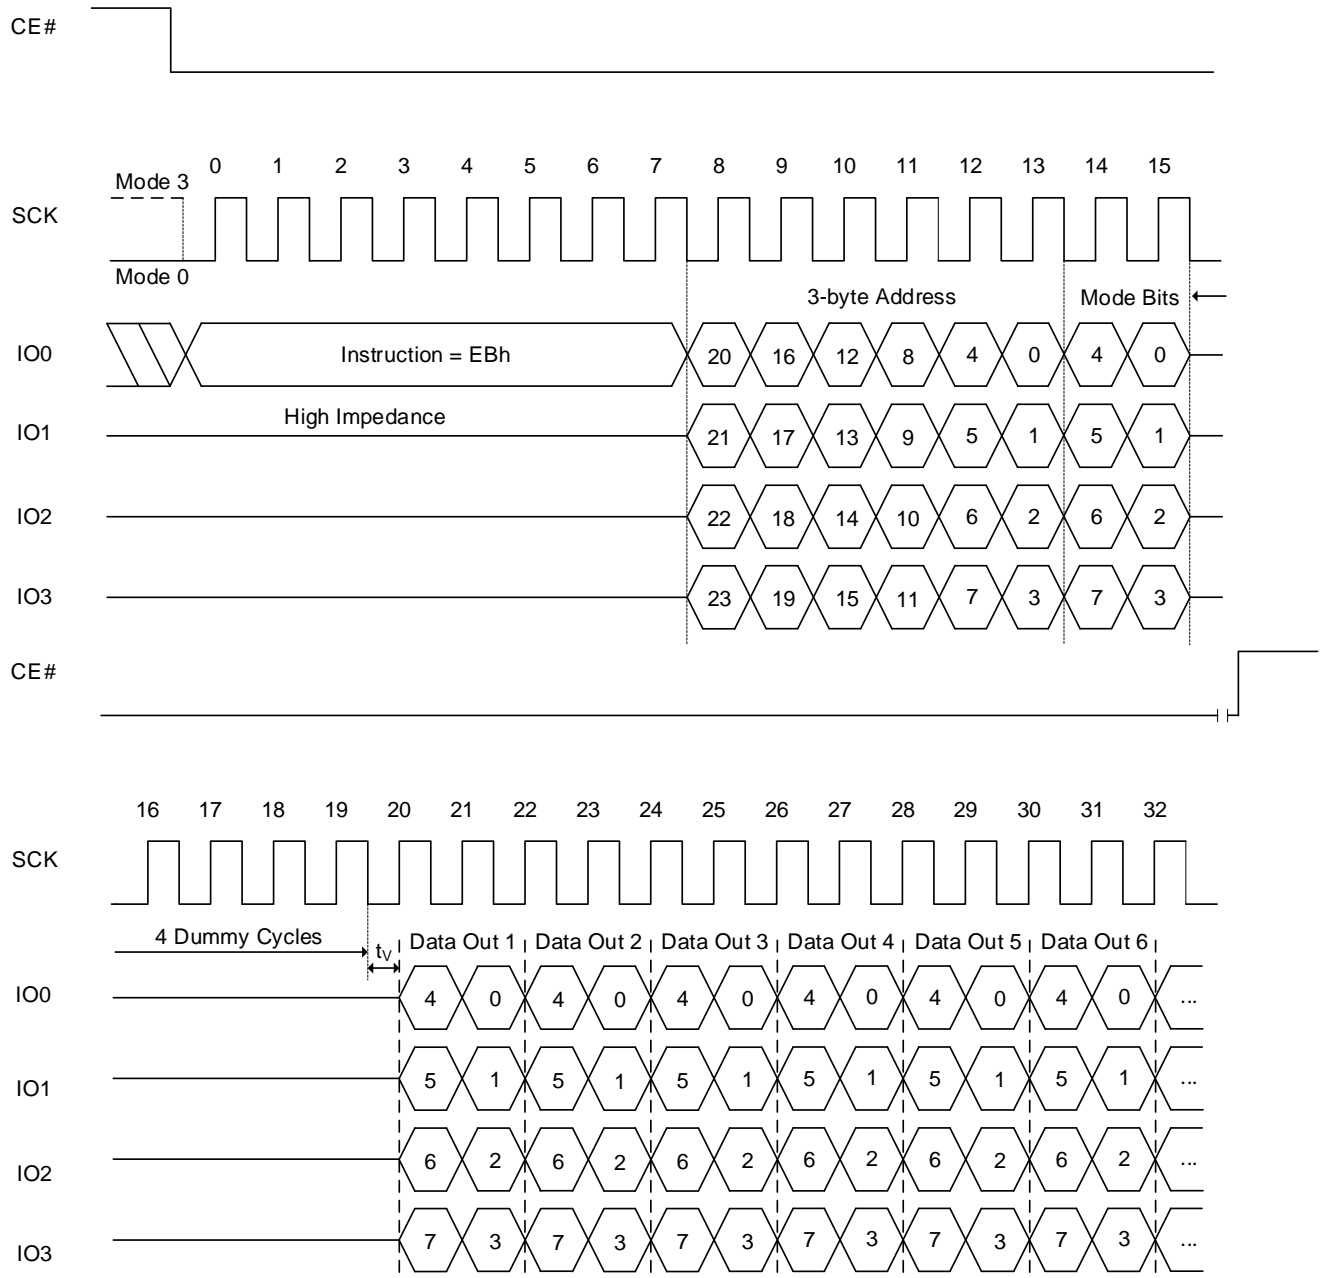 CE#
0 1 2 3 4 5 6 7 8 9 10 11 12 13 14 15
Mode 3
SCK
Mode 0
3-byte Address Mode Bits
IO0 Instruction = EBh 20 16 12 8 4 0 4 0
High Impedance
IO1 21 17 13 9 5 1 5 1
IO2 22 18 14 10 6 2 6 2
IO3 23 19 15 11 7 3 7 3
CE#
16 17 18 19 20 21 22 23 24 25 26 27 28 29 30 31 32
SCK
4 Dummy Cycles tV Data Out 1 Data Out 2 Data Out 3 Data Out 4 Data Out 5 Data Out 6
IO0 4 0 4 0 4 0 4 0 4 0 4 0 ...
IO1 5 1 5 1 5 1 5 1 5 1 5 1 ...
IO2 6 2 6 2 6 2 6 2 6 2 6 2 ...
IO3 7 3 7 3 7 3 7 3 7 3 7 3 ...